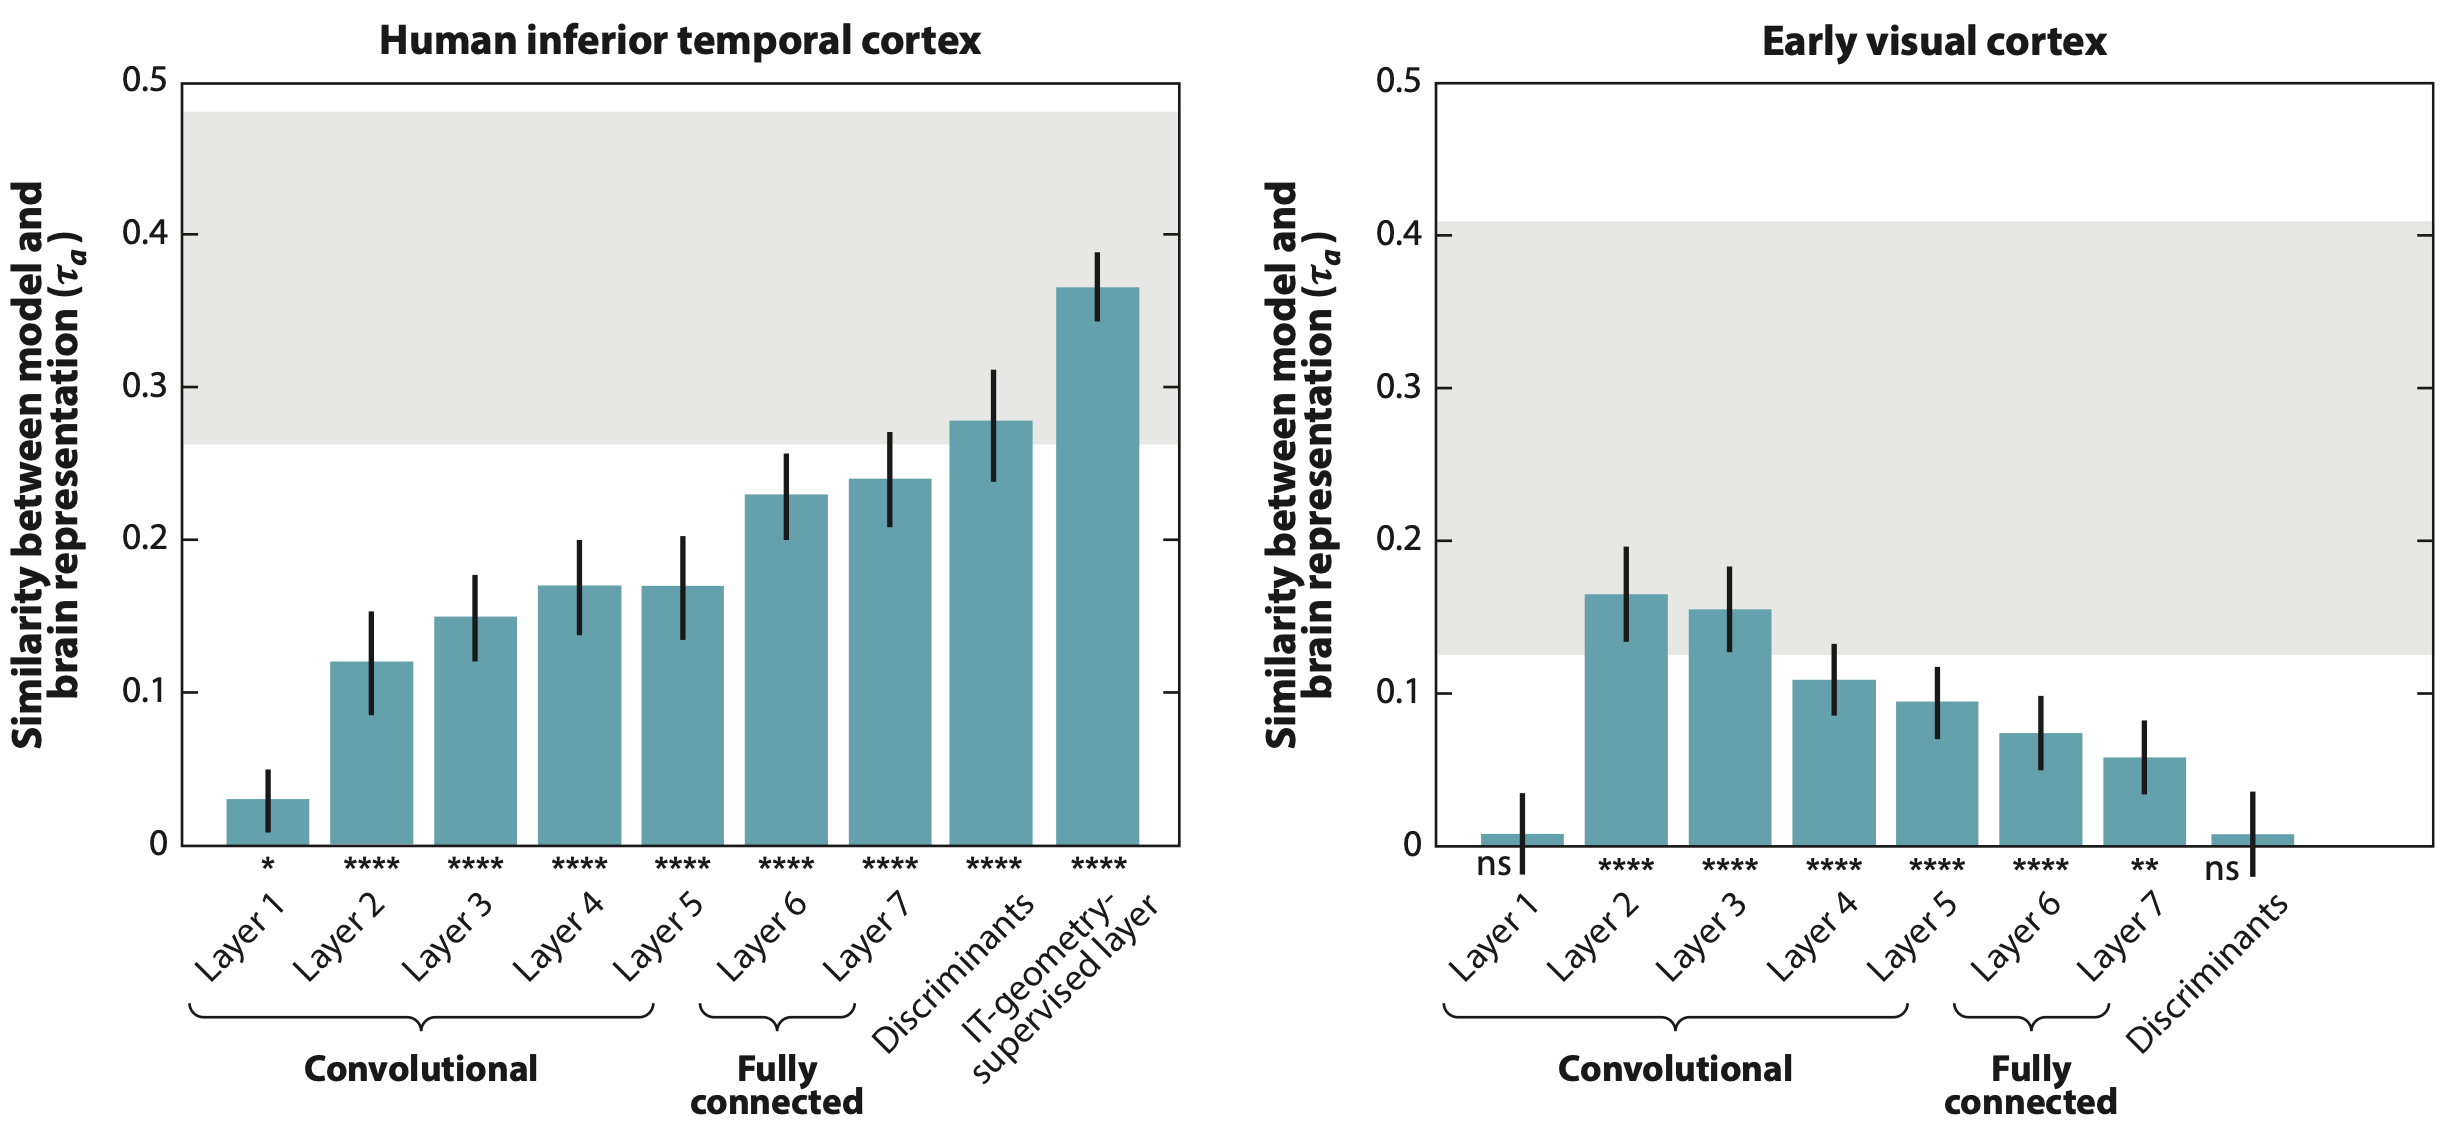 Human inferior temporal cortex
Similarity between model and
brain representation (τa)
0.5
0.4
0.3
0.2
0.1
0
*
****
****
****
****
****
****
****
****
Layer 1
Layer 2
Layer 3
Layer 4
Layer 5
Layer 6
Layer 7
Discriminants
IT-geometry-
supervised layer
Convolutional
Fully
connected
Early visual cortex
Similarity between model and
brain representation (τa)
0.5
0.4
0.3
0.2
0.1
0
ns
****
****
****
****
****
**
ns
Layer 1
Layer 2
Layer 3
Layer 4
Layer 5
Layer 6
Layer 7
Discriminants
Convolutional
Fully
connected